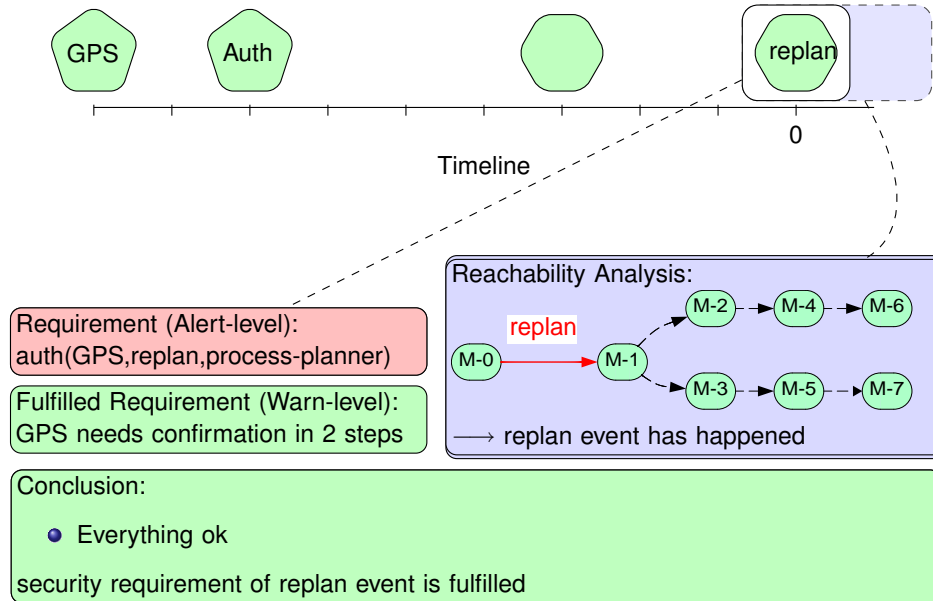 GPS
Auth
replan
0
Timeline
Reachability Analysis:
M-2
M-4
M-6
replan
M-0
M-1
M-3
M-5
M-7
⟶ replan event has happened
Requirement (Alert-level):
auth(GPS,replan,process-planner)
Fulfilled Requirement (Warn-level):
GPS needs confirmation in 2 steps
Conclusion:
Everything ok
security requirement of replan event is fulfilled